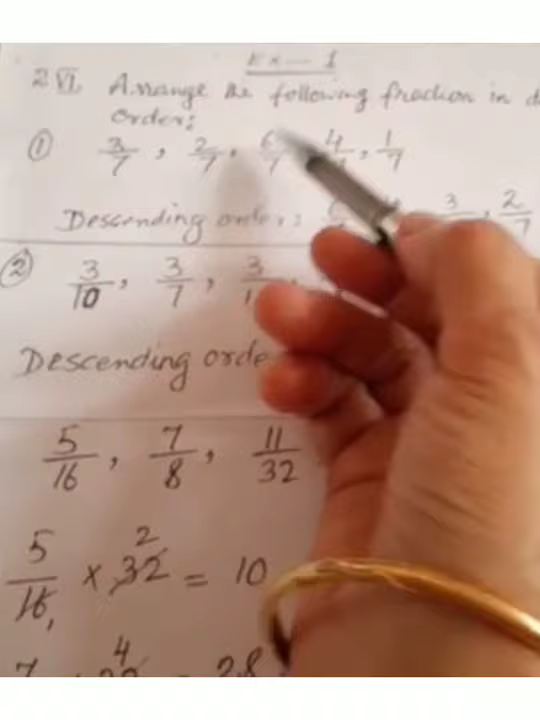 Ex - 1
2 VI. Arrange the following fraction in d
order:
① 3/7, 2/7, 6/7, 4/, 1/7
Descending order: 3/, 2/7
② 3/10, 3/7, 3/
Descending orde
5/16, 7/8, 11/32
2
5/16 × 32 = 10
1
4
7 28